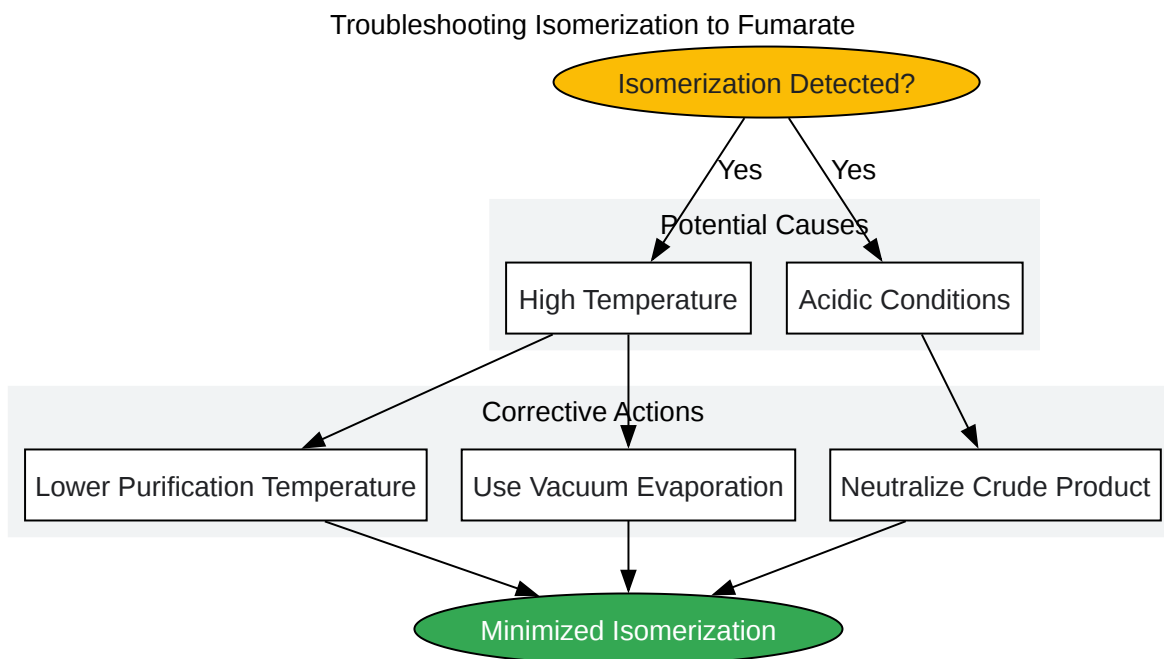 Troubleshooting Isomerization to Fumarate
Isomerization Detected?
Yes
Yes
Potential Causes
High Temperature
Acidic Conditions
Corrective Actions
Lower Purification Temperature
Use Vacuum Evaporation
Neutralize Crude Product
Minimized Isomerization